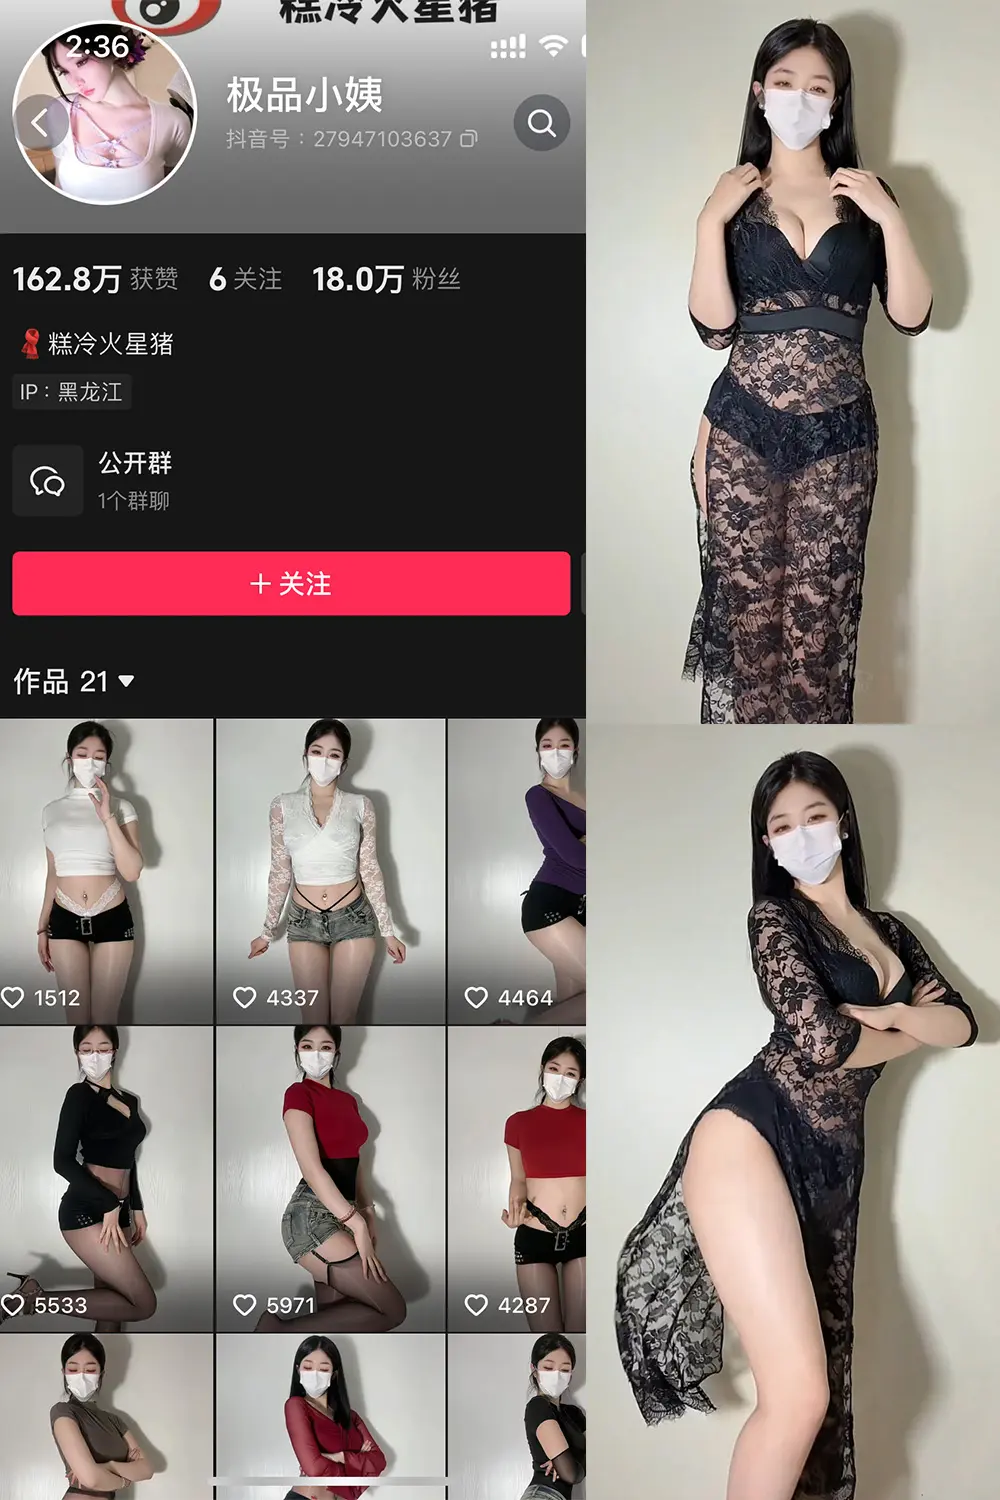 糕冷火星猪
2:36
极品小姨
抖音号：27947103637
162.8万 获赞 6 关注 18.0万 粉丝
糕冷火星猪
IP：黑龙江
公开群
1个群聊
+ 关注
作品 21
1512
4337
4464
5533
5971
4287